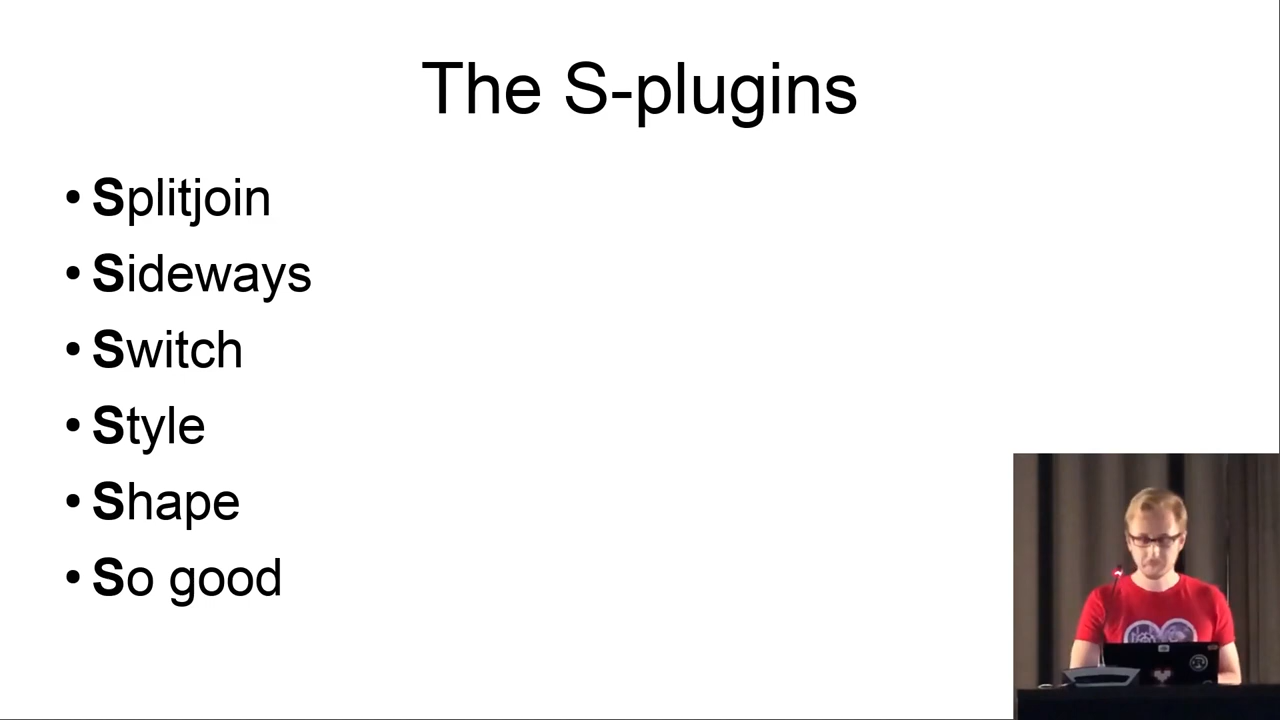 The S-plugins
• Splitjoin
• Sideways
• Switch
• Style
• Shape
• So good